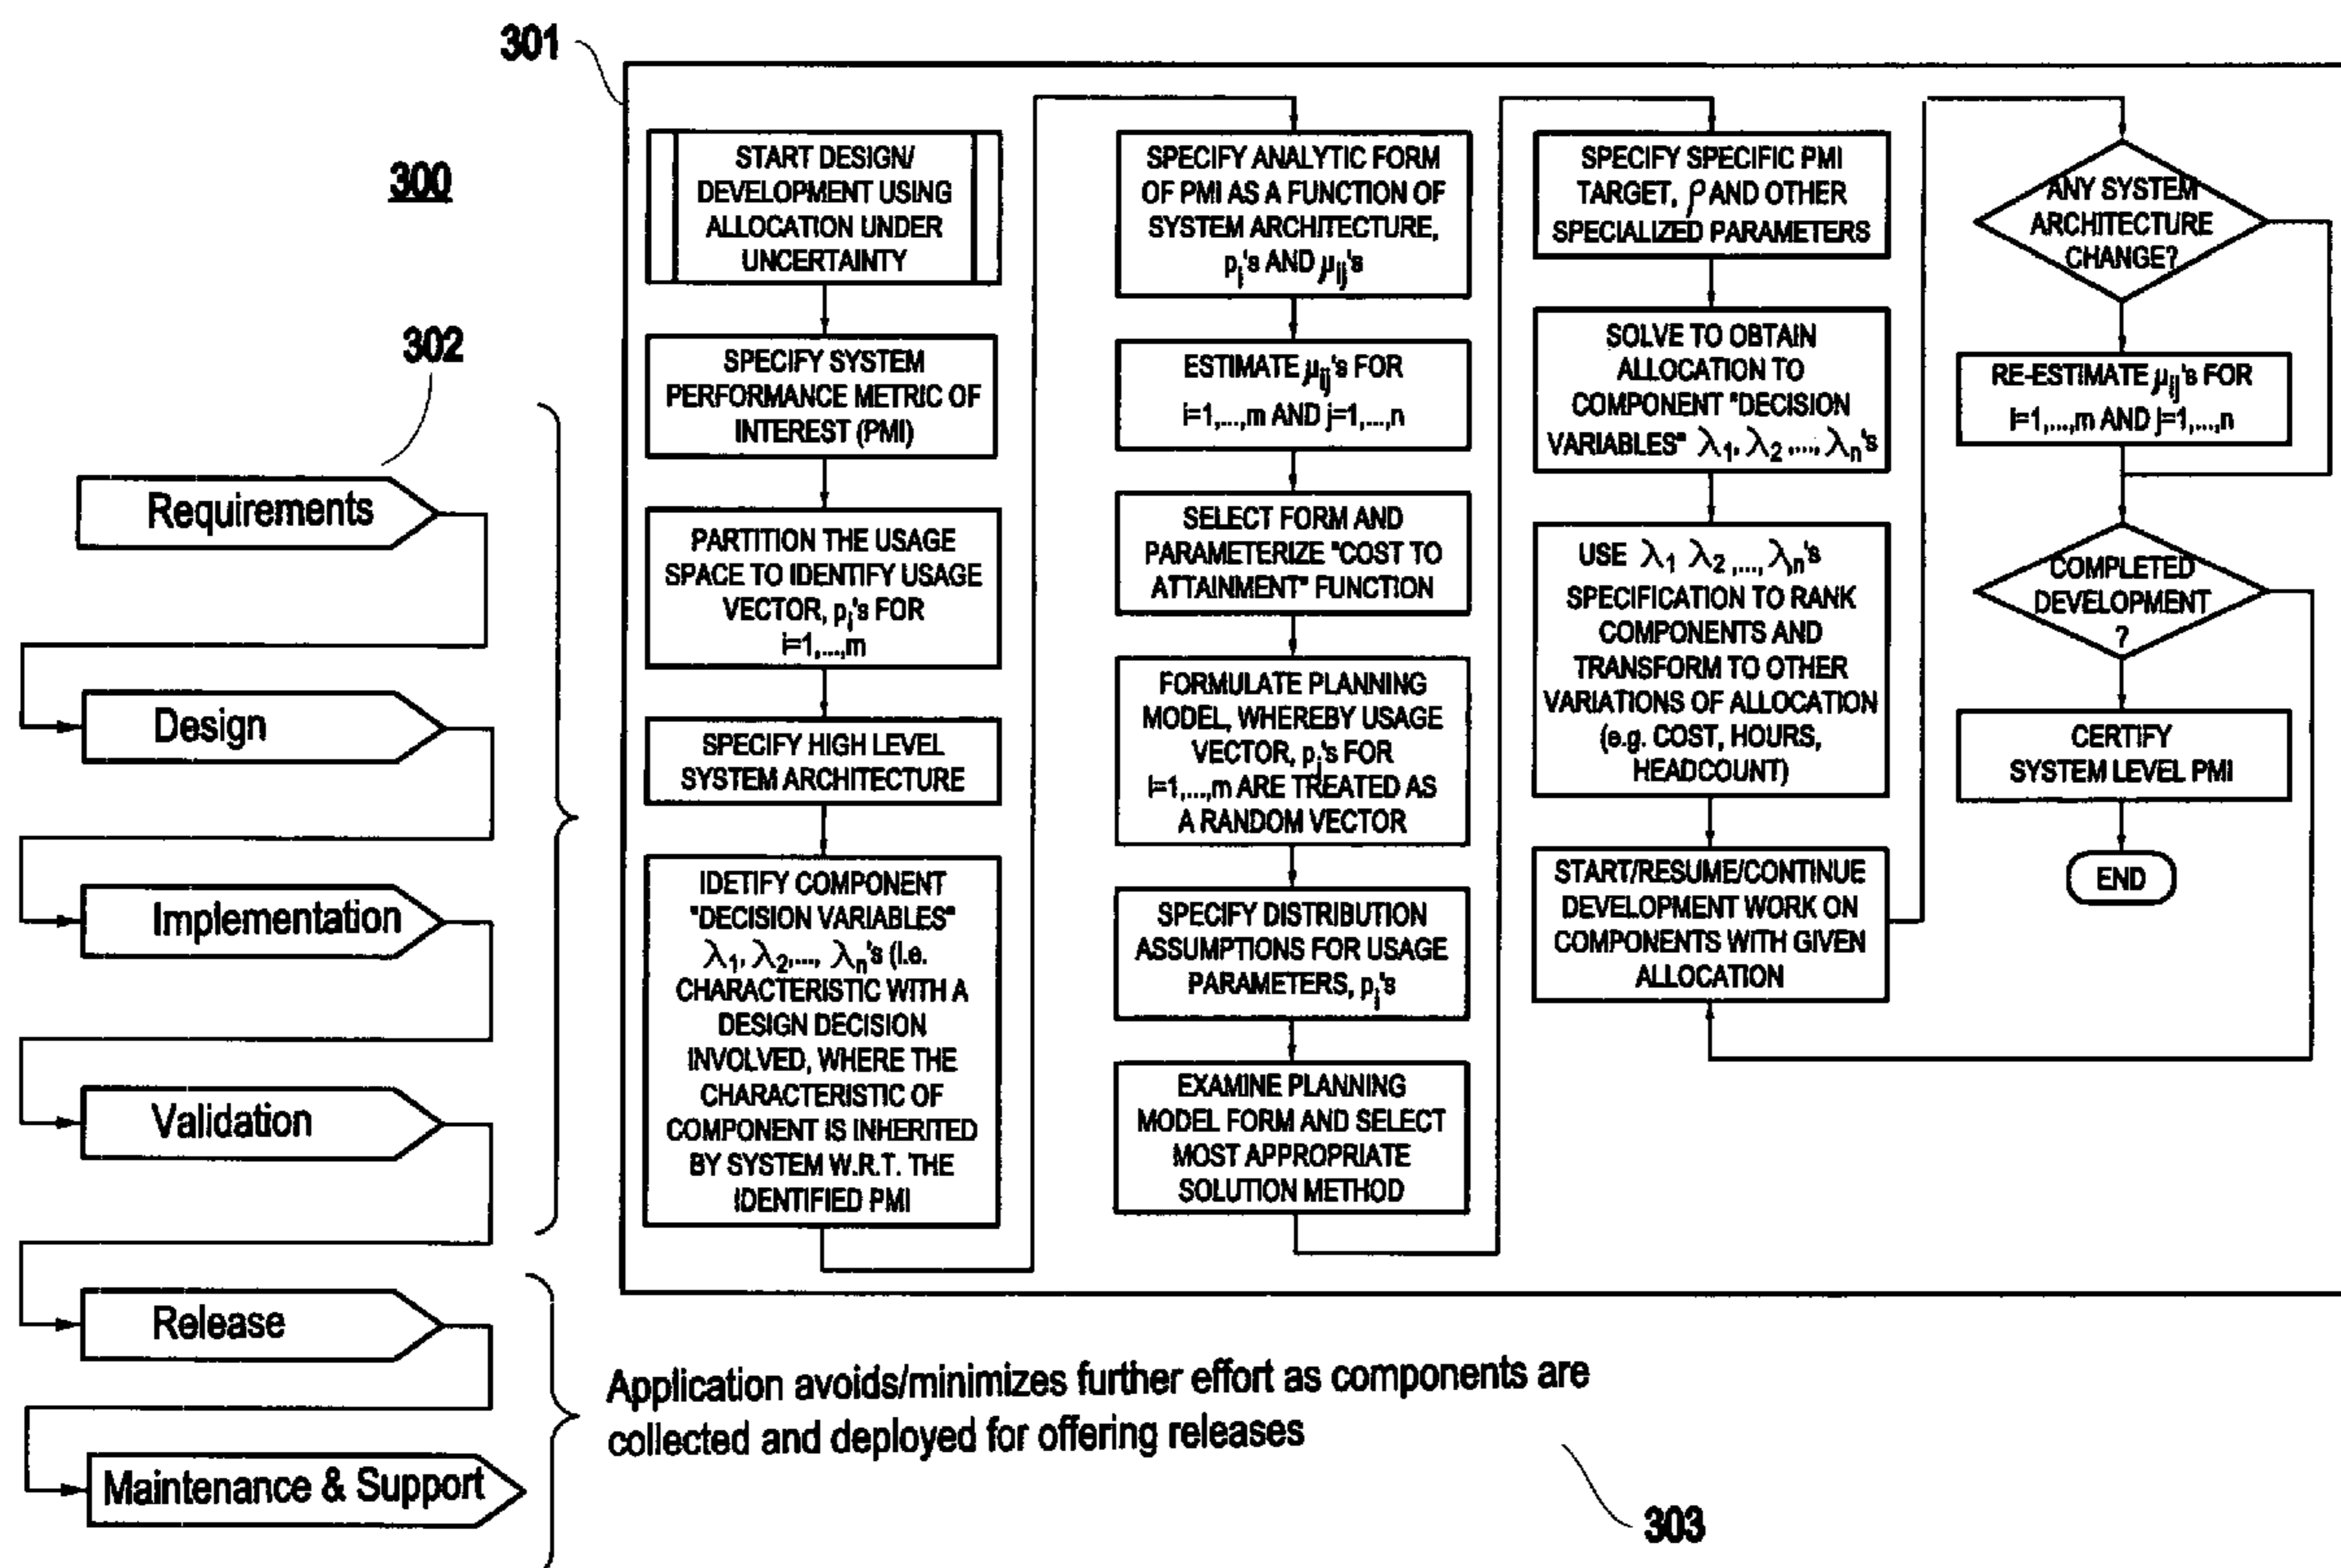 301
300
302
Requirements
Design
Implementation
Validation
Release
Maintenance & Support
START DESIGN/
DEVELOPMENT USING
ALLOCATION UNDER
UNCERTAINTY
SPECIFY SYSTEM
PERFORMANCE METRIC OF
INTEREST (PMI)
PARTITION THE USAGE
SPACE TO IDENTIFY USAGE
VECTOR, pᵢ's FOR
i=1,...,m
SPECIFY HIGH LEVEL
SYSTEM ARCHITECTURE
IDETIFY COMPONENT
"DECISION VARIABLES"
λ₁, λ₂,..., λₙ's (i.e.
CHARACTERISTIC WITH A
DESIGN DECISION
INVOLVED, WHERE THE
CHARACTERISTIC OF
COMPONENT IS INHERITED
BY SYSTEM W.R.T. THE
IDENTIFIED PMI
SPECIFY ANALYTIC FORM
OF PMI AS A FUNCTION OF
SYSTEM ARCHITECTURE,
pᵢ's AND μᵢⱼ's
ESTIMATE μᵢⱼ's FOR
i=1,...,m AND j=1,...,n
SELECT FORM AND
PARAMETERIZE "COST TO
ATTAINMENT" FUNCTION
FORMULATE PLANNING
MODEL, WHEREBY USAGE
VECTOR, pᵢ's FOR
i=1,...,m ARE TREATED AS
A RANDOM VECTOR
SPECIFY DISTRIBUTION
ASSUMPTIONS FOR USAGE
PARAMETERS, pᵢ's
EXAMINE PLANNING
MODEL FORM AND SELECT
MOST APPROPRIATE
SOLUTION METHOD
SPECIFY SPECIFIC PMI
TARGET, ρ AND OTHER
SPECIALIZED PARAMETERS
SOLVE TO OBTAIN
ALLOCATION TO
COMPONENT "DECISION
VARIABLES" λ₁, λ₂,..., λₙ's
USE λ₁ λ₂,..., λₙ's
SPECIFICATION TO RANK
COMPONENTS AND
TRANSFORM TO OTHER
VARIATIONS OF ALLOCATION
(e.g. COST, HOURS,
HEADCOUNT)
START/RESUME/CONTINUE
DEVELOPMENT WORK ON
COMPONENTS WITH GIVEN
ALLOCATION
ANY SYSTEM
ARCHITECTURE
CHANGE?
RE-ESTIMATE μᵢⱼ's FOR
i=1,...,m AND j=1,...,n
COMPLETED
DEVELOPMENT
?
CERTIFY
SYSTEM LEVEL PMI
END
Application avoids/minimizes further effort as components are
collected and deployed for offering releases
303